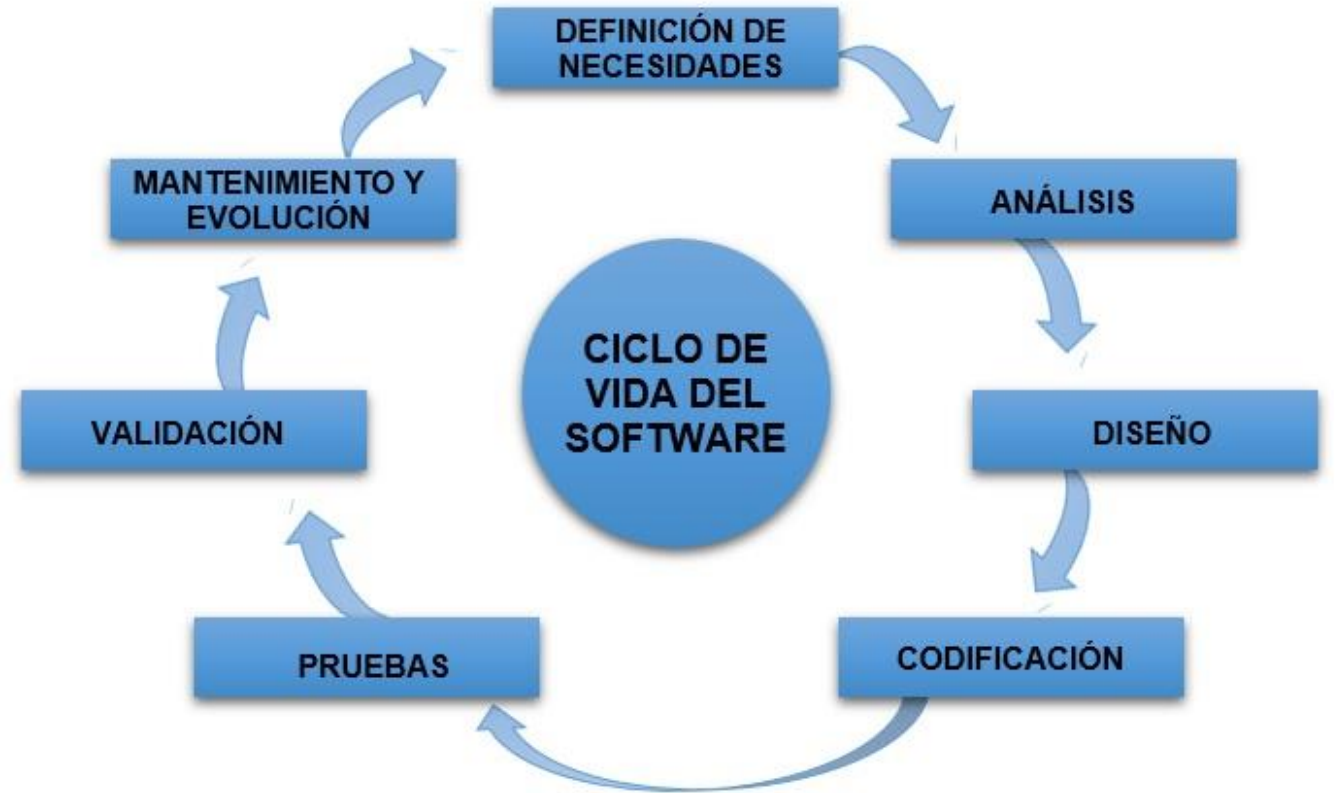 DEFINICIÓN DE
NECESIDADES
ANÁLISIS
DISEÑO
CODIFICACIÓN
PRUEBAS
VALIDACIÓN
MANTENIMIENTO Y
EVOLUCIÓN
CICLO DE
VIDA DEL
SOFTWARE